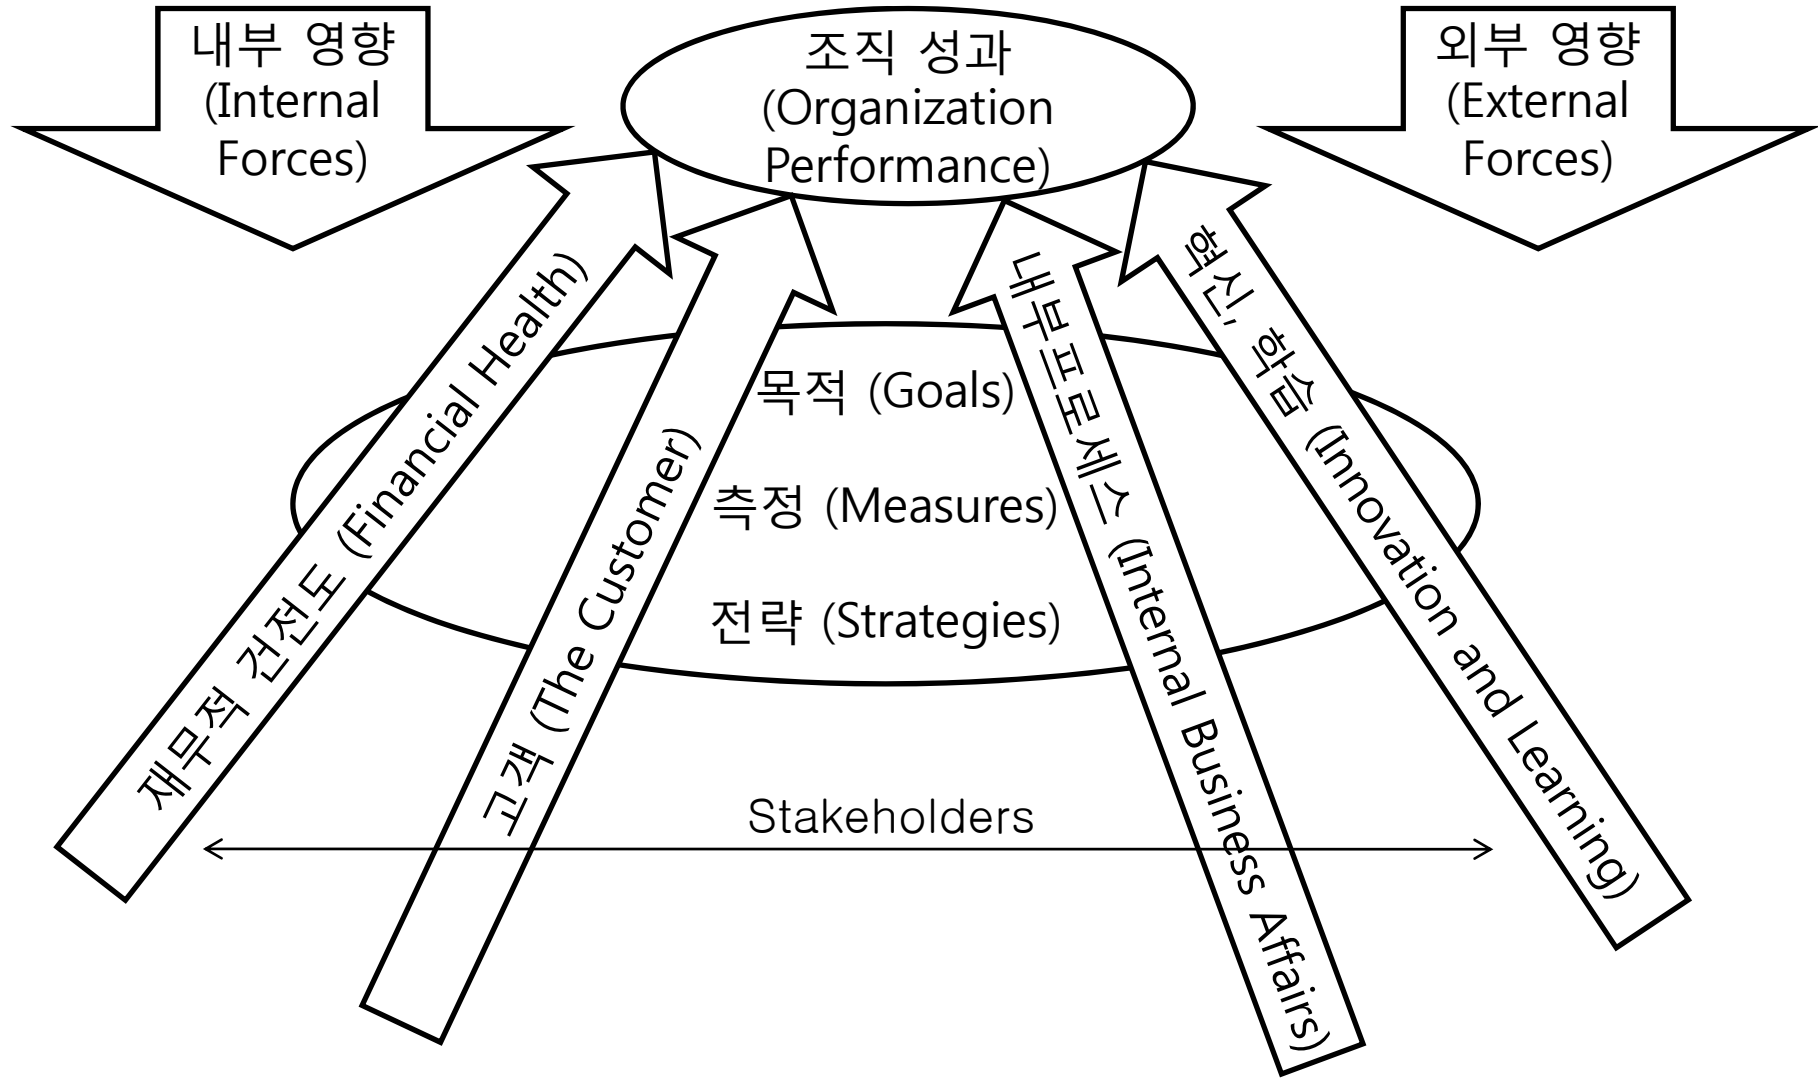 내부 영향
(Internal
Forces)
조직 성과
(Organization
Performance)
외부 영향
(External
Forces)
재무적 건전도 (Financial Health)
고객 (The Customer)
목적 (Goals)
측정 (Measures)
전략 (Strategies)
내부프로세스 (Internal Business Affairs)
혁신, 학습 (Innovation and Learning)
Stakeholders